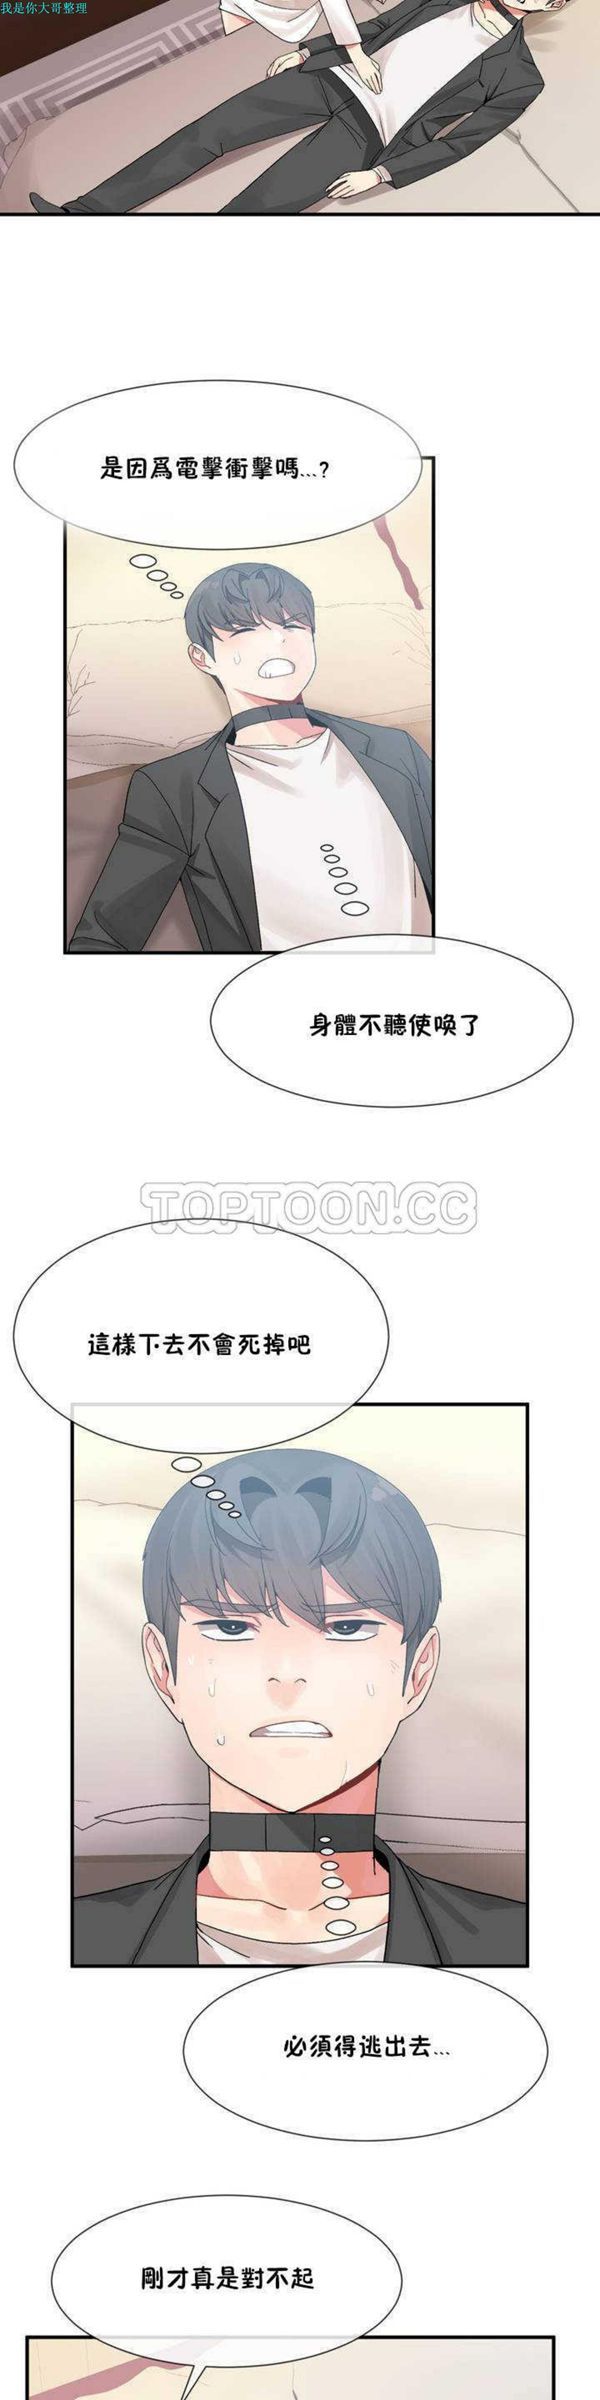 我是你大哥整理
是因爲電擊衝擊嗎...?
身體不聽使喚了
TOPTOON.CC
這樣下去不會死掉吧
必須得逃出去...
剛才真是對不起